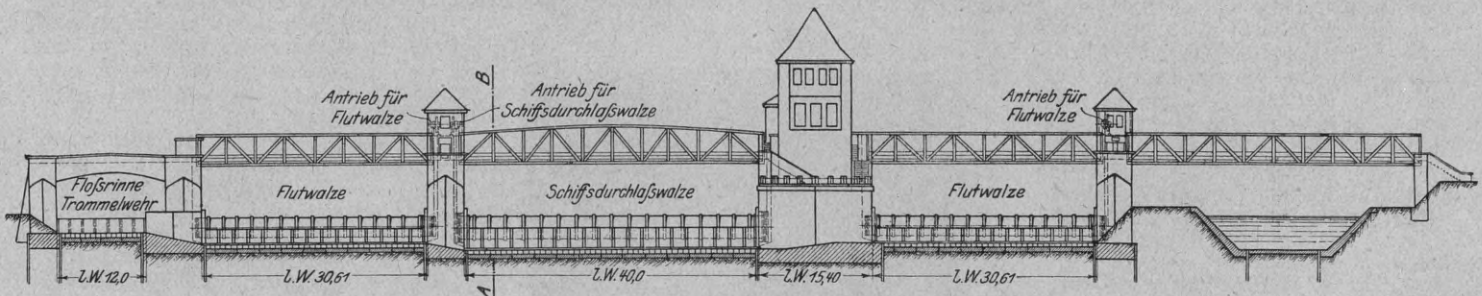 B
Antrieb für
Flutwalze
Antrieb für
Schiffsdurchlaßwalze
Antrieb für
Flutwalze
Floßrinne
Trommelwehr
Flutwalze
Schiffsdurchlaßwalze
Flutwalze
l.W. 12,0
l.W. 30,61
l.W. 40,0
l.W. 15,40
l.W. 30,61
A